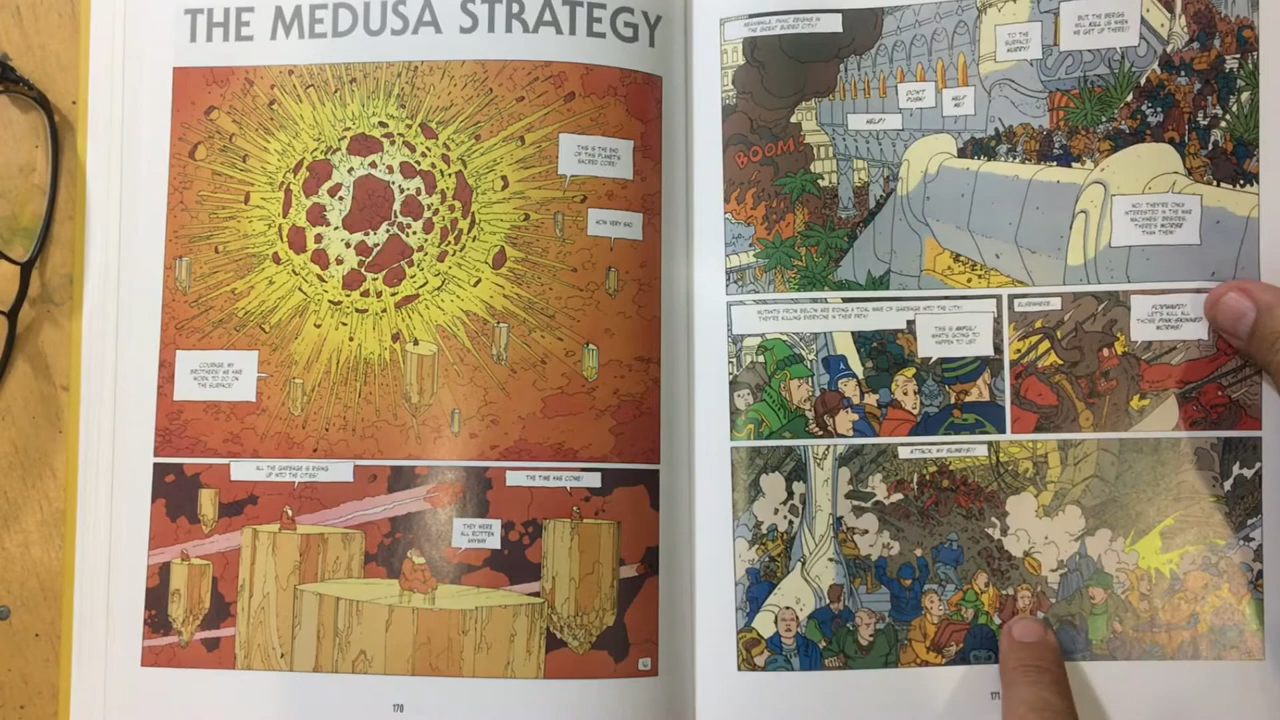 THE MEDUSA STRATEGY
THIS IS THE END
OF THIS PLANET'S
SACRED CORE!
HOW VERY SAD.
COURAGE, MY
BROTHERS! WE HAVE
WORK TO DO ON
THE SURFACE!
ALL THE GARBAGE IS RISING
UP INTO THE CITIES!
THE TIME HAS COME!
THEY WERE
ALL ROTTEN
ANYWAY
170
MEANWHILE, PANIC REIGNS IN
THE GREAT BURIED CITY!
TO THE
SURFACE!
HURRY!
BUT, THE BERGS
WILL KILL US WHEN
WE GET UP THERE!!!
DON'T
PUSH!
HELP
ME!
HELP!
BOOM!
NO! THEY'RE ONLY
INTERESTED IN THE WAR
MACHINES! BESIDES,
THERE'S WORSE
THAN THEM!
MUTANTS FROM BELOW ARE RIDING A TIDAL WAVE OF GARBAGE INTO THE CITY!
THEY'RE KILLING EVERYONE IN THEIR PATH!
THIS IS AWFUL!
WHAT'S GOING TO
HAPPEN TO US?
ELSEWHERE...
FORWARD!
LET'S KILL ALL
THOSE PINK-SKINNED
WORMS!
ATTACK, MY SLIMEYS!!!
171